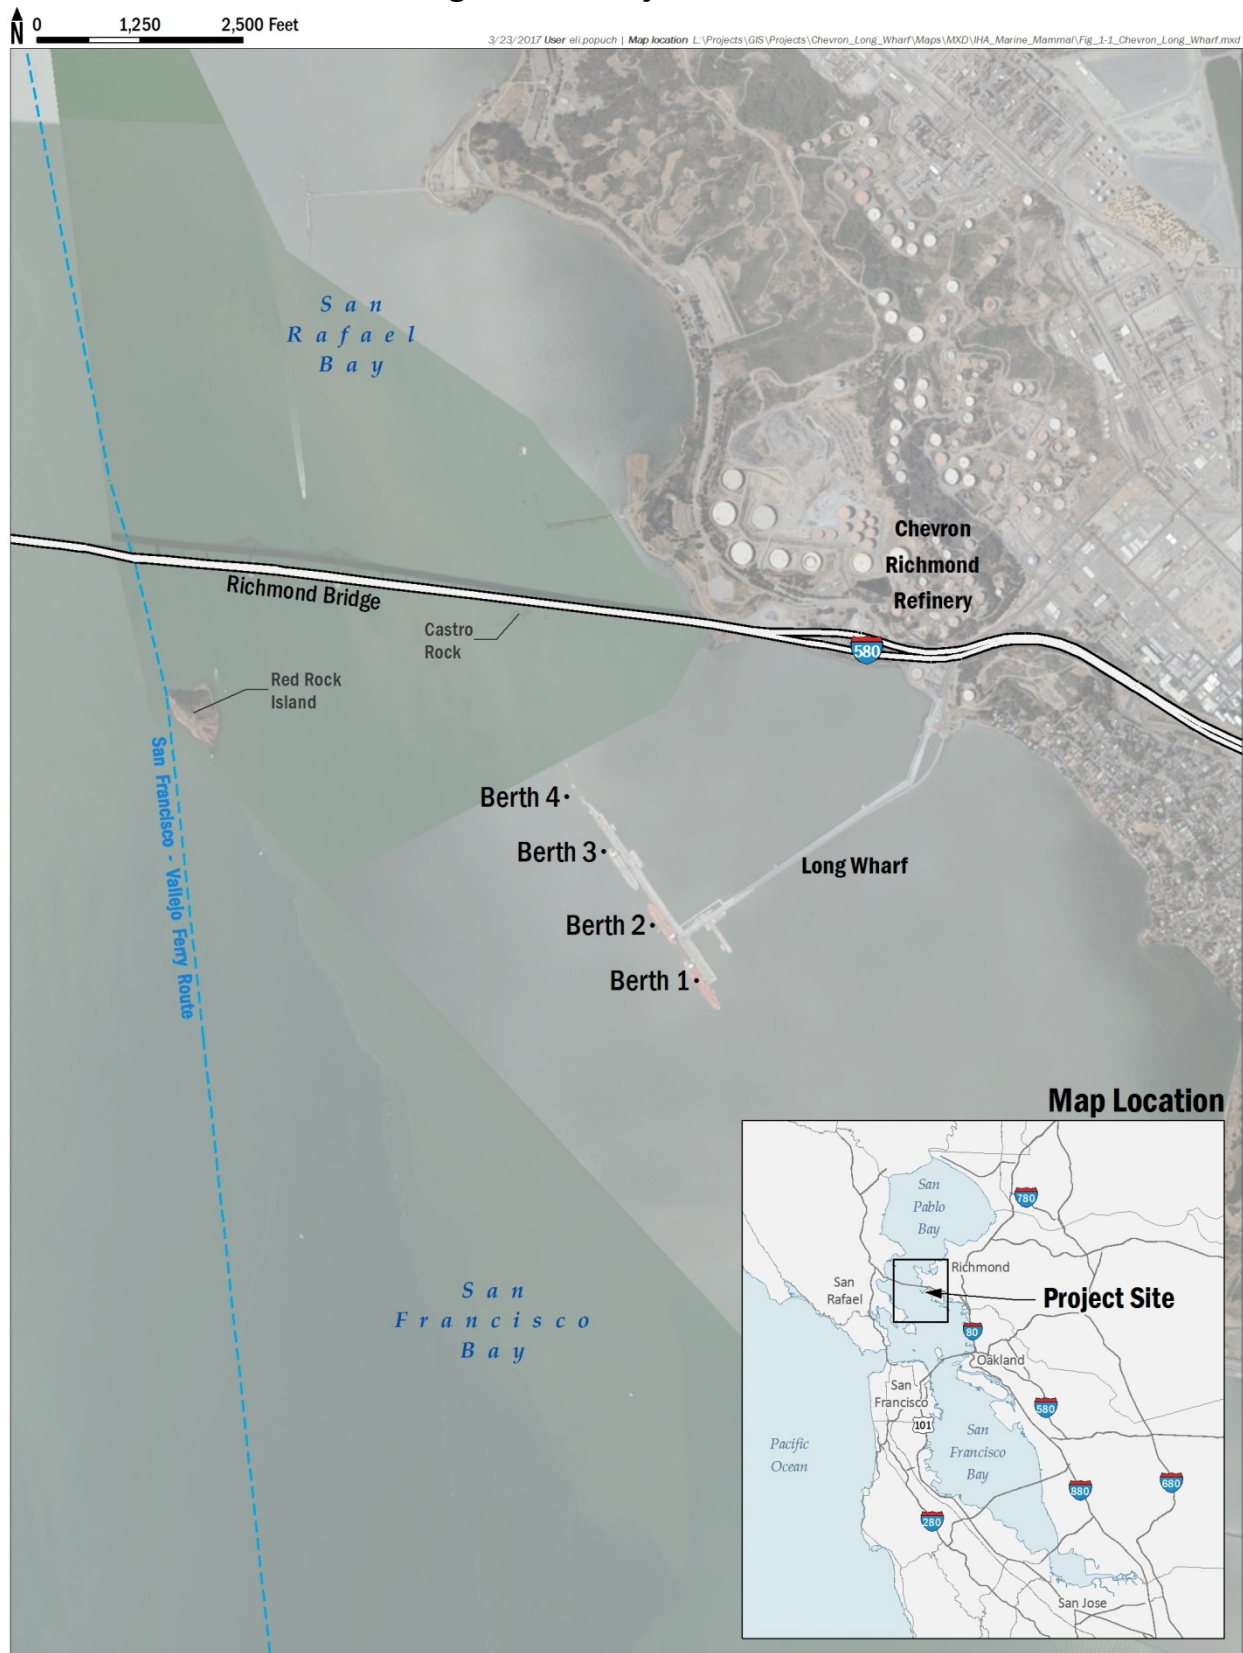 N
0 1,250 2,500 Feet
3/23/2017 User eli.popuch | Map location L:\Projects\GIS\Projects\Chevron_Long_Wharf\Maps\MXD\IHA_Marine_Mammal\Fig_1-1_Chevron_Long_Wharf.mxd
San
Rafael
Bay
Chevron
Richmond
Refinery
Richmond Bridge
Castro
Rock
580
Red Rock
Island
San Francisco - Vallejo Ferry Route
Berth 4
Berth 3
Long Wharf
Berth 2
Berth 1
Map Location
San
Pablo
Bay
780
Richmond
San
Rafael
Project Site
80
Oakland
San
Francisco
580
101
San
Francisco
Bay
Pacific
Ocean
880
680
280
San Jose
San
Francisco
Bay